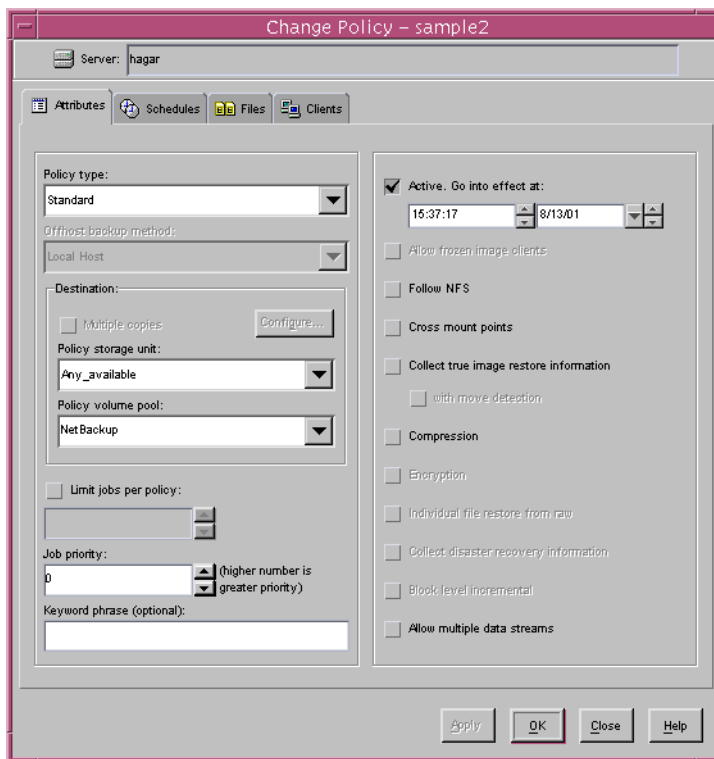 Change Policy – sample2
Server: hagar
Attributes Schedules Files Clients
Policy type:
Standard
Offhost backup method:
Local Host
Destination:
Multiple copies Configure...
Policy storage unit:
Any_available
Policy volume pool:
NetBackup
Limit jobs per policy:
Job priority:
0 (higher number is
greater priority)
Keyword phrase (optional):
Active. Go into effect at:
15:37:17 8/13/01
Allow frozen image clients
Follow NFS
Cross mount points
Collect true image restore information
with move detection
Compression
Encryption
Individual file restore from raw
Collect disaster recovery information
Block level incremental
Allow multiple data streams
Apply OK Close Help